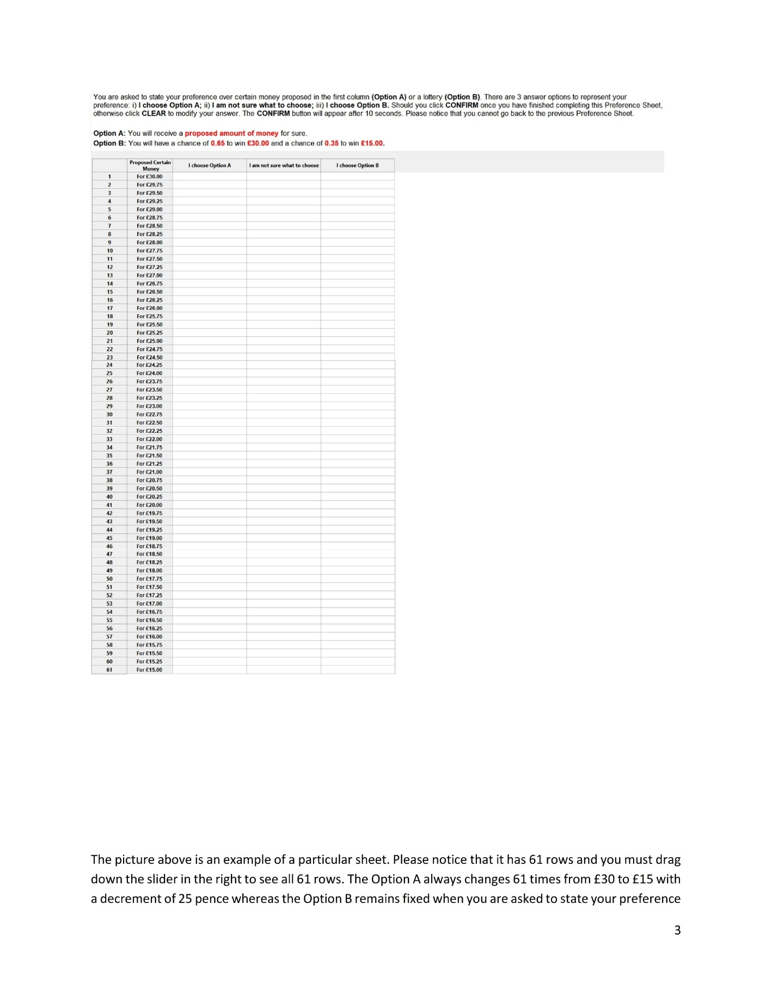 You are asked to state your preference over certain money proposed in the first column (Option A) or a lottery (Option B). There are 3 answer options to represent your
preference: i) I choose Option A; ii) I am not sure what to choose; iii) I choose Option B. Should you click CONFIRM once you have finished completing this Preference Sheet,
otherwise click CLEAR to modify your answer. The CONFIRM button will appear after 10 seconds. Please notice that you cannot go back to the previous Preference Sheet.
Option A: You will receive a proposed amount of money for sure.
Option B: You will have a chance of 0.65 to win £30.00 and a chance of 0.35 to win £15.00.
Proposed Certain Money I choose Option A I am not sure what to choose I choose Option B
1 For £30.00
2 For £29.75
3 For £29.50
4 For £29.25
5 For £29.00
6 For £28.75
7 For £28.50
8 For £28.25
9 For £28.00
10 For £27.75
11 For £27.50
12 For £27.25
13 For £27.00
14 For £26.75
15 For £26.50
16 For £26.25
17 For £26.00
18 For £25.75
19 For £25.50
20 For £25.25
21 For £25.00
22 For £24.75
23 For £24.50
24 For £24.25
25 For £24.00
26 For £23.75
27 For £23.50
28 For £23.25
29 For £23.00
30 For £22.75
31 For £22.50
32 For £22.25
33 For £22.00
34 For £21.75
35 For £21.50
36 For £21.25
37 For £21.00
38 For £20.75
39 For £20.50
40 For £20.25
41 For £20.00
42 For £19.75
43 For £19.50
44 For £19.25
45 For £19.00
46 For £18.75
47 For £18.50
48 For £18.25
49 For £18.00
50 For £17.75
51 For £17.50
52 For £17.25
53 For £17.00
54 For £16.75
55 For £16.50
56 For £16.25
57 For £16.00
58 For £15.75
59 For £15.50
60 For £15.25
61 For £15.00
The picture above is an example of a particular sheet. Please notice that it has 61 rows and you must drag
down the slider in the right to see all 61 rows. The Option A always changes 61 times from £30 to £15 with
a decrement of 25 pence whereas the Option B remains fixed when you are asked to state your preference
3